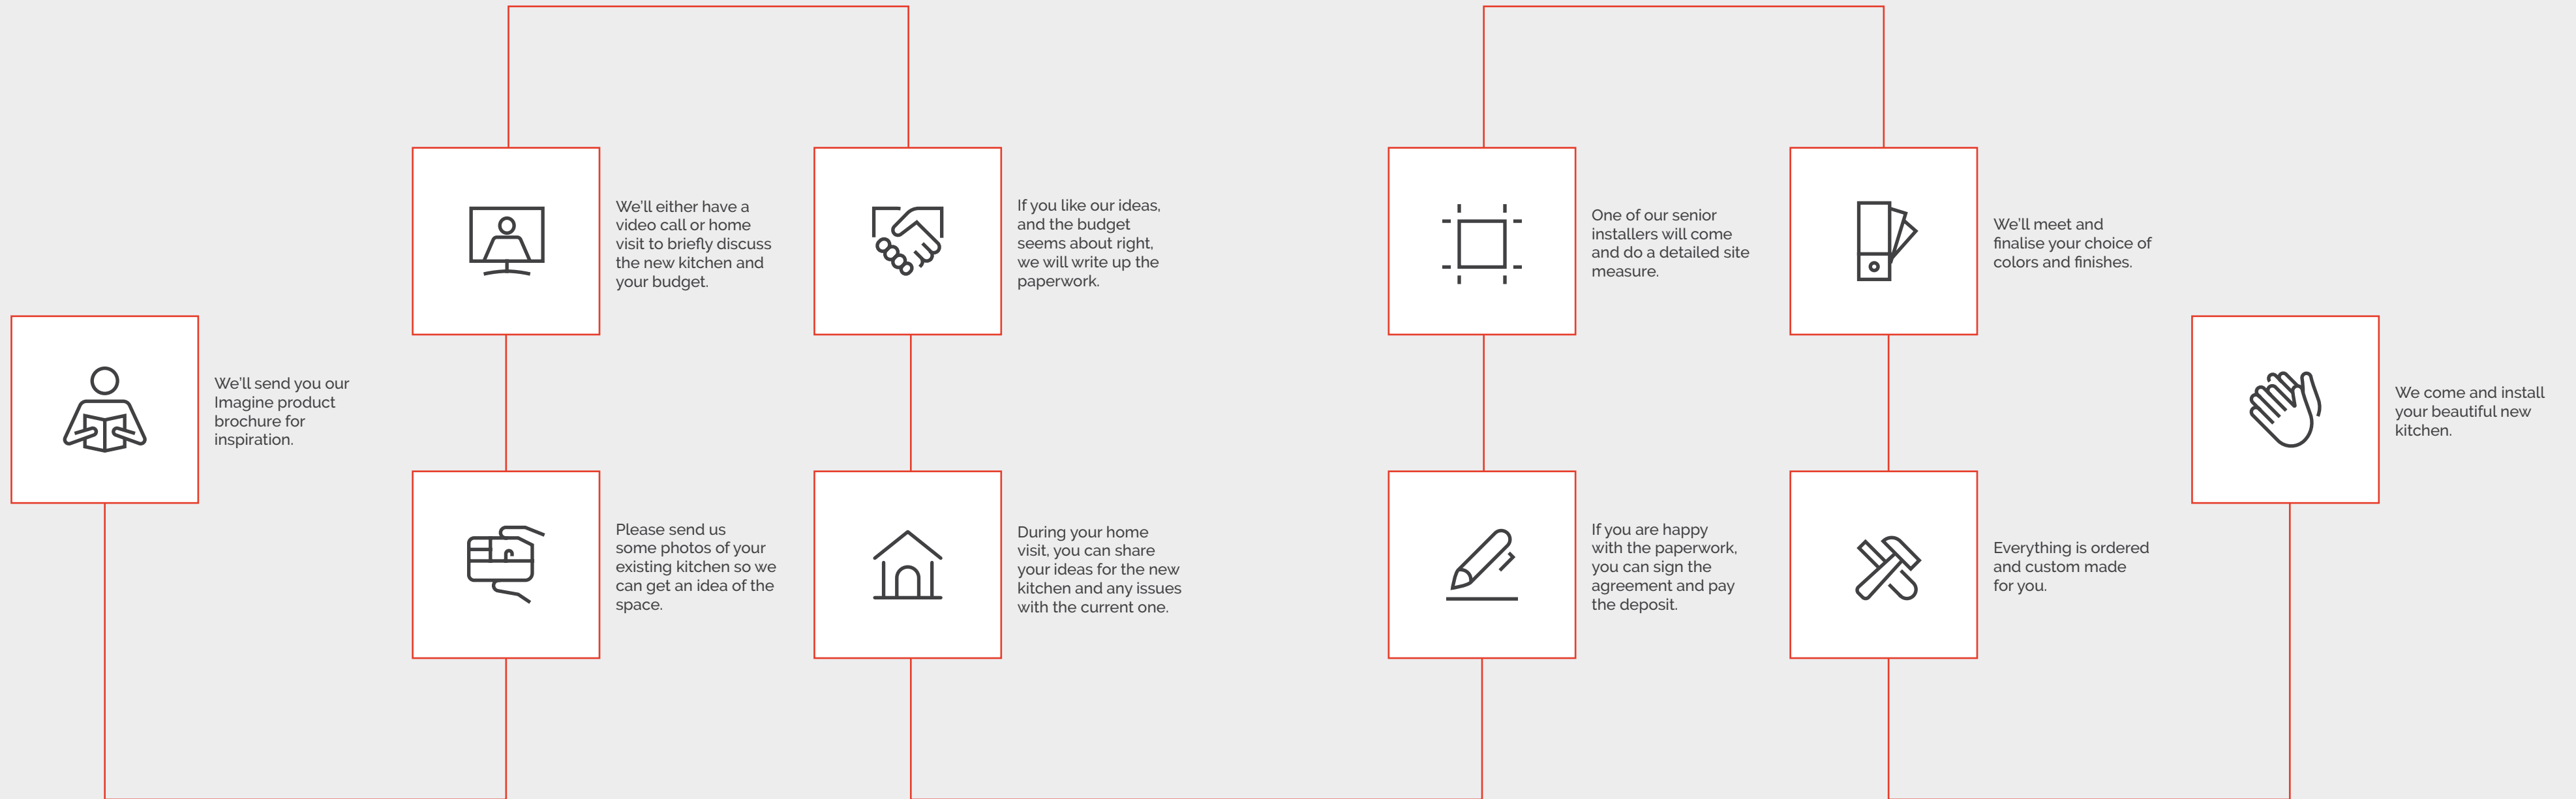 We'll send you our
Imagine product
brochure for
inspiration.
Please send us
some photos of your
existing kitchen so we
can get an idea of the
space.
We'll either have a
video call or home
visit to briefly discuss
the new kitchen and
your budget.
If you like our ideas,
and the budget
seems about right,
we will write up the
paperwork.
During your home
visit, you can share
your ideas for the new
kitchen and any issues
with the current one.
If you are happy
with the paperwork,
you can sign the
agreement and pay
the deposit.
One of our senior
installers will come
and do a detailed site
measure.
We'll meet and
finalise your choice of
colors and finishes.
Everything is ordered
and custom made
for you.
We come and install
your beautiful new
kitchen.